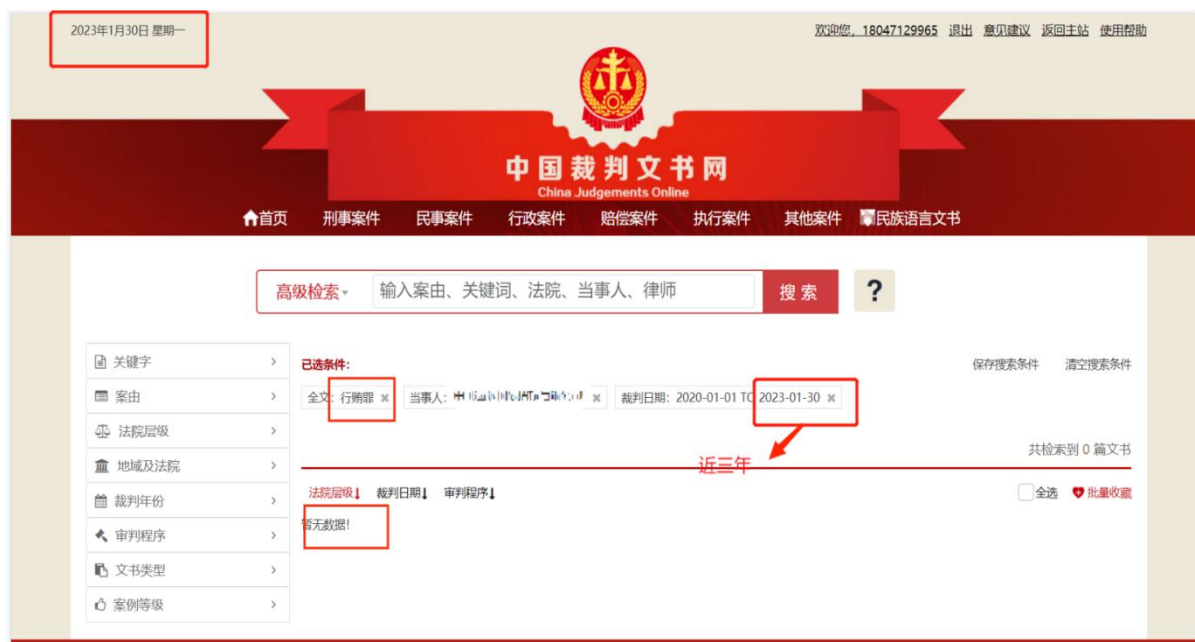 2023年1月30日 星期一
欢迎您，18047129965 退出 意见建议 返回主站 使用帮助
中国裁判文书网
China Judgements Online
首页 刑事案件 民事案件 行政案件 赔偿案件 执行案件 其他案件 民族语言文书
高级检索 输入案由、关键词、法院、当事人、律师 搜索 ?
关键字
案由
法院层级
地域及法院
裁判年份
审判程序
文书类型
案例等级
已选条件：
保存搜索条件 清空搜索条件
全文：行贿罪 × 当事人： × 裁判日期：2020-01-01 TO 2023-01-30 ×
近三年
共检索到 0 篇文书
法院层级↓ 裁判日期↓ 审判程序↓
全选 批量收藏
暂无数据!